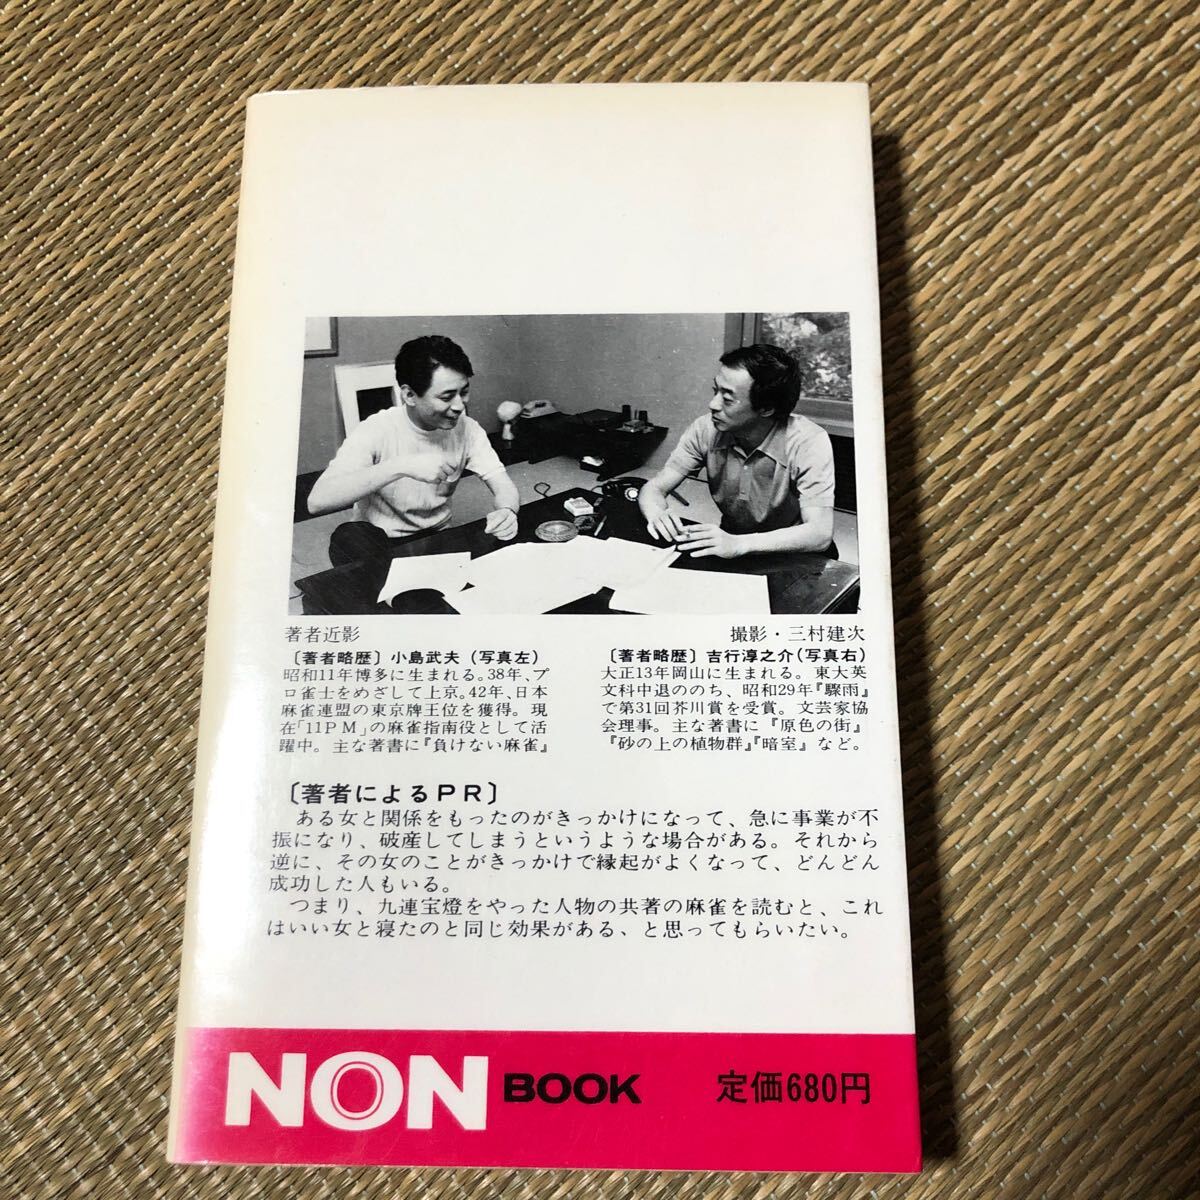 著者近影
撮影・三村建次
〔著者略歴〕小島武夫（写真左）
昭和11年博多に生まれる。38年、プ
ロ雀士をめざして上京。42年、日本
麻雀連盟の東京牌王位を獲得。現
在「11PM」の麻雀指南役として活
躍中。主な著書に『負けない麻雀』
〔著者略歴〕吉行淳之介(写真右)
大正13年岡山に生まれる。東大英
文科中退ののち、昭和29年『驟雨』
で第31回芥川賞を受賞。文芸家協
会理事。主な著書に『原色の街』
『砂の上の植物群』『暗室』など。
〔著者によるPR〕
ある女と関係をもったのがきっかけになって、急に事業が不
振になり、破産してしまうというような場合がある。それから
逆に、その女のことがきっかけで縁起がよくなって、どんどん
成功した人もいる。
つまり、九連宝燈をやった人物の共著の麻雀を読むと、これ
はいい女と寝たのと同じ効果がある、と思ってもらいたい。
NON BOOK 定価680円